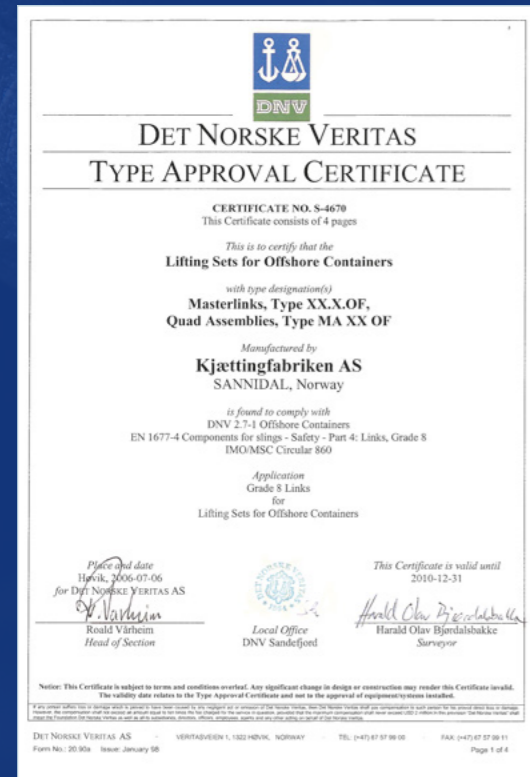 DNV
DET NORSKE VERITAS
TYPE APPROVAL CERTIFICATE
CERTIFICATE NO. S-4670
This Certificate consists of 4 pages
This is to certify that the
Lifting Sets for Offshore Containers
with type designation(s)
Masterlinks, Type XX.X.OF,
Quad Assemblies, Type MA XX OF
Manufactured by
Kjættingfabriken AS
SANNIDAL, Norway
is found to comply with
DNV 2.7-1 Offshore Containers
EN 1677-4 Components for slings - Safety - Part 4: Links, Grade 8
IMO/MSC Circular 860
Application
Grade 8 Links
for
Lifting Sets for Offshore Containers
Place and date
Høvik, 2006-07-06
for DET NORSKE VERITAS AS
Roald Vårheim
Head of Section
DET NORSKE VERITAS
Local Office
DNV Sandefjord
This Certificate is valid until
2010-12-31
Harald Olav Bjørdalsbakke
Harald Olav Bjørdalsbakke
Surveyor
Notice: This Certificate is subject to terms and conditions overleaf. Any significant change in design or construction may render this Certificate invalid.
The validity date relates to the Type Approval Certificate and not to the approval of equipment/systems installed.
DET NORSKE VERITAS AS VERITASVEIEN 1, 1322 HØVIK, NORWAY TEL: (+47) 67 57 99 00 FAX: (+47) 67 57 99 11
Form No.: 20.90a Issue: January 98 Page 1 of 4